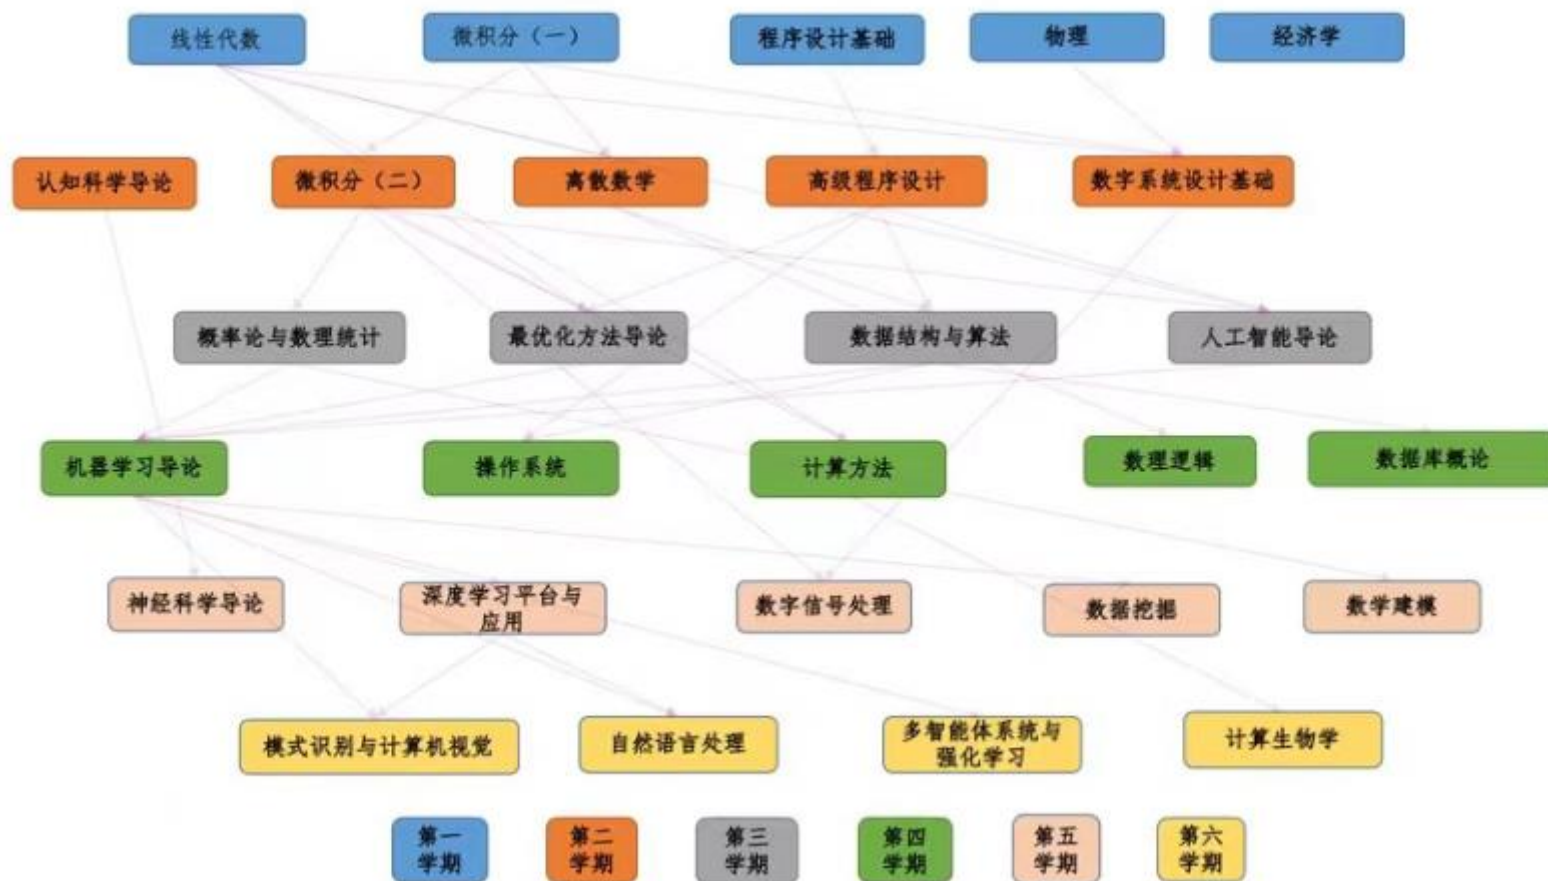 线性代数
微积分（一）
程序设计基础
物理
经济学
认知科学导论
微积分（二）
离散数学
高级程序设计
数字系统设计基础
概率论与数理统计
最优化方法导论
数据结构与算法
人工智能导论
机器学习导论
操作系统
计算方法
数理逻辑
数据库概论
神经科学导论
深度学习平台与
应用
数字信号处理
数据挖掘
数学建模
模式识别与计算机视觉
自然语言处理
多智能体系统与
强化学习
计算生物学
第一
学期
第二
学期
第三
学期
第四
学期
第五
学期
第六
学期